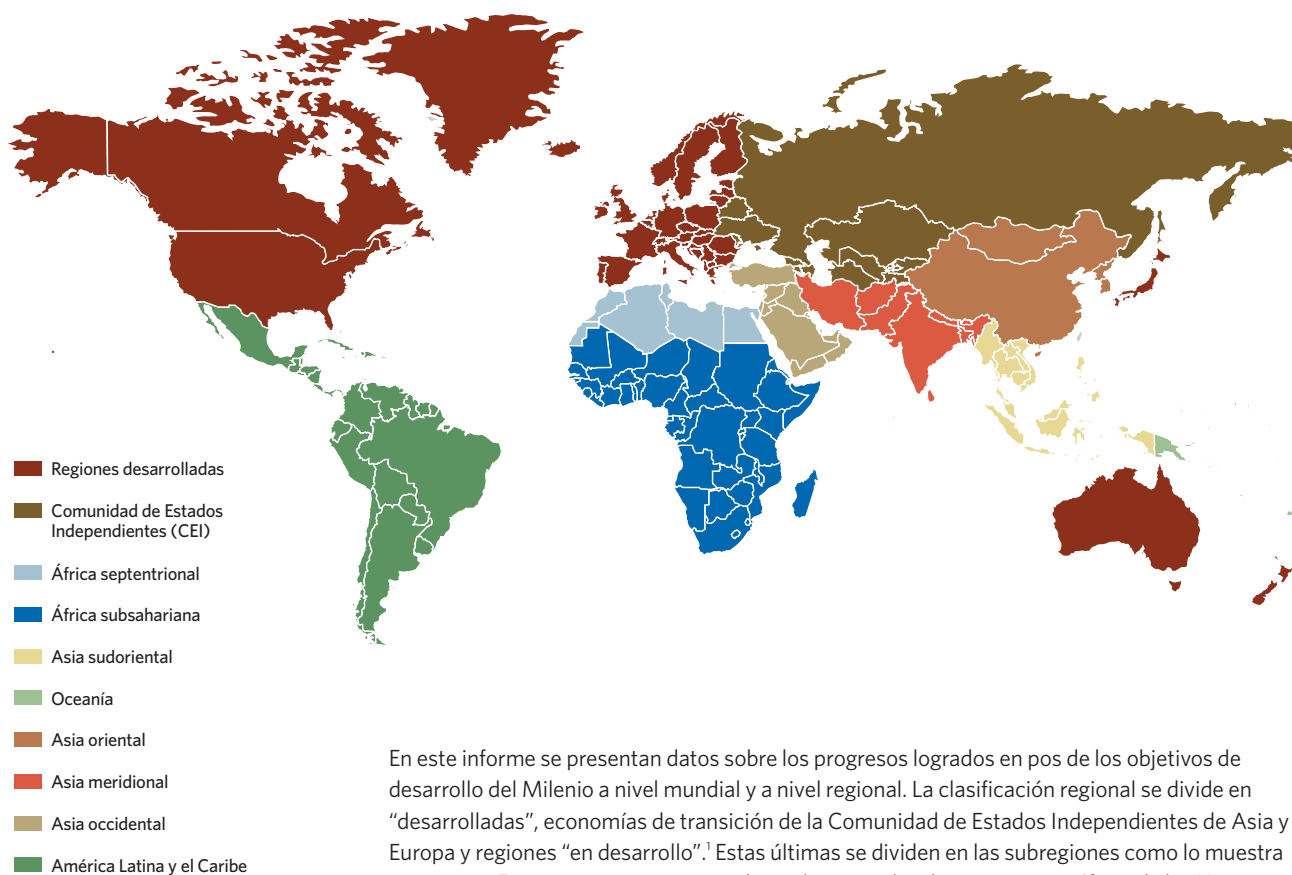 Regiones desarrolladas
Comunidad de Estados
Independientes (CEI)
África septentrional
África subsahariana
Asia sudoriental
Oceanía
Asia oriental
Asia meridional
Asia occidental
América Latina y el Caribe
En este informe se presentan datos sobre los progresos logrados en pos de los objetivos de
desarrollo del Milenio a nivel mundial y a nivel regional. La clasificación regional se divide en
“desarrolladas”, economías de transición de la Comunidad de Estados Independientes de Asia y
Europa y regiones “en desarrollo”.¹ Estas últimas se dividen en las subregiones como lo muestra